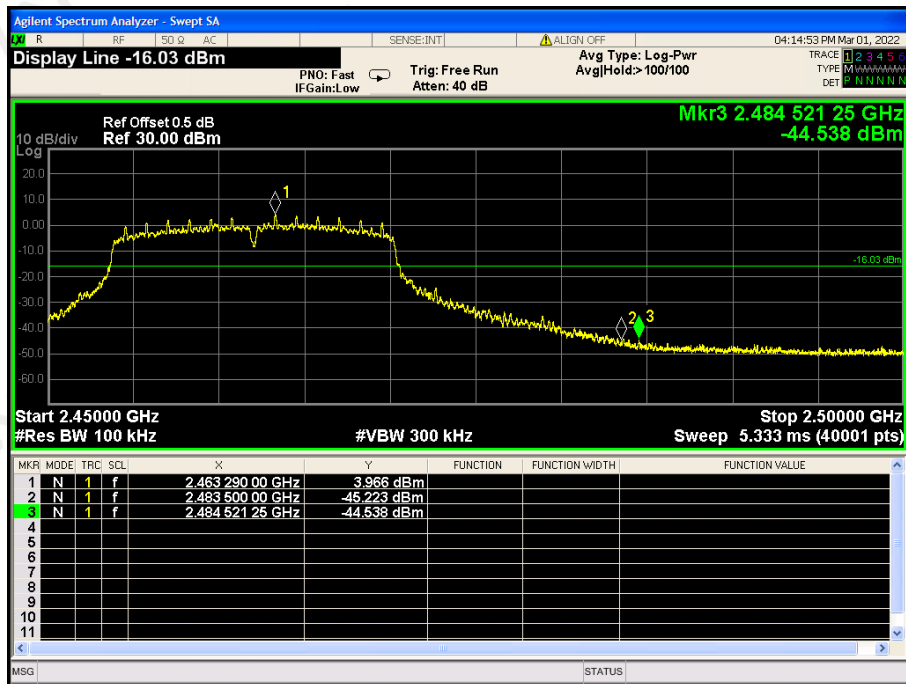 Agilent Spectrum Analyzer - Swept SA
LXI R RF 50 Ω AC SENSE:INT ALIGN OFF 04:14:53 PM Mar 01, 2022
Display Line -16.03 dBm
PNO: Fast
IFGain:Low
Trig: Free Run
Atten: 40 dB
Avg Type: Log-Pwr
Avg|Hold:>100/100
TRACE 1 2 3 4 5 6
TYPE M WWWWW
DET P N N N N N
Mkr3 2.484 521 25 GHz
-44.538 dBm
Ref Offset 0.5 dB
10 dB/div Ref 30.00 dBm
Log
20.0
10.0
0.00
-10.0
-20.0
-30.0
-40.0
-50.0
-60.0
1
-16.03 dBm
2 3
Start 2.45000 GHz Stop 2.50000 GHz
#Res BW 100 kHz #VBW 300 kHz Sweep 5.333 ms (40001 pts)
MKR MODE TRC SCL X Y FUNCTION FUNCTION WIDTH FUNCTION VALUE
1 N 1 f 2.463 290 00 GHz 3.966 dBm
2 N 1 f 2.483 500 00 GHz -45.223 dBm
3 N 1 f 2.484 521 25 GHz -44.538 dBm
4
5
6
7
8
9
10
11
MSG STATUS